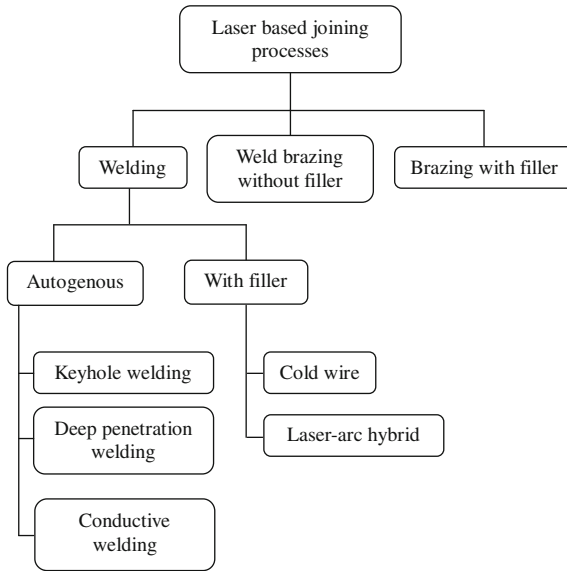 Laser based joining
processes
Welding
Weld brazing
without filler
Brazing with filler
Autogenous
With filler
Keyhole welding
Cold wire
Deep penetration
welding
Laser-arc hybrid
Conductive
welding